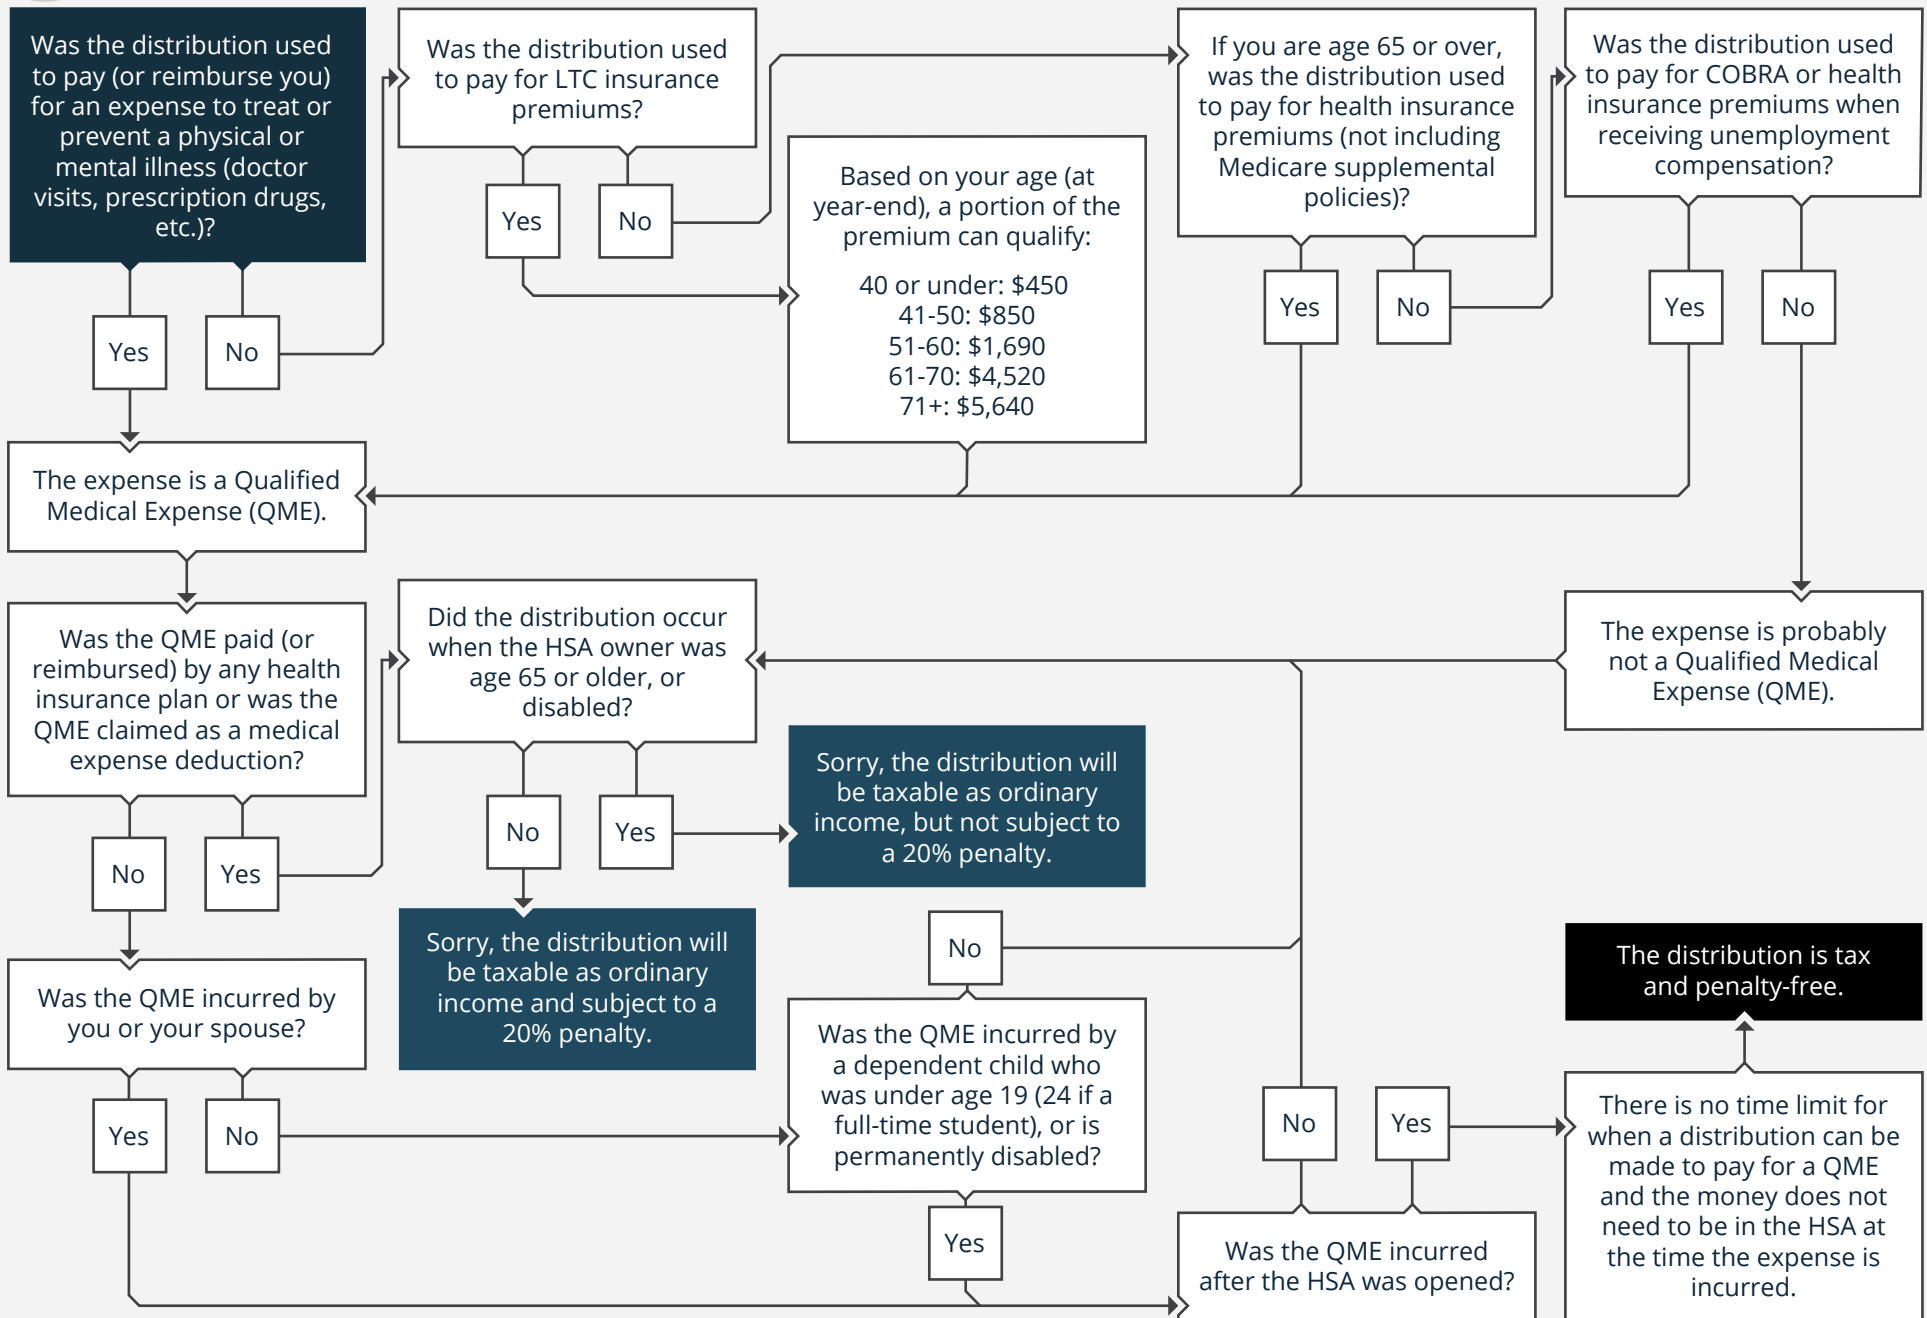 Was the distribution used
to pay (or reimburse you)
for an expense to treat or
prevent a physical or
mental illness (doctor
visits, prescription drugs,
etc.)?
Yes
No
Was the distribution used
to pay for LTC insurance
premiums?
Yes
No
Based on your age (at
year-end), a portion of the
premium can qualify:
40 or under: $450
41-50: $850
51-60: $1,690
61-70: $4,520
71+: $5,640
If you are age 65 or over,
was the distribution used
to pay for health insurance
premiums (not including
Medicare supplemental
policies)?
Yes
No
Was the distribution used
to pay for COBRA or health
insurance premiums when
receiving unemployment
compensation?
Yes
No
The expense is a Qualified
Medical Expense (QME).
Was the QME paid (or
reimbursed) by any health
insurance plan or was the
QME claimed as a medical
expense deduction?
No
Yes
Did the distribution occur
when the HSA owner was
age 65 or older, or
disabled?
No
Yes
Sorry, the distribution will
be taxable as ordinary
income, but not subject to
a 20% penalty.
Sorry, the distribution will
be taxable as ordinary
income and subject to a
20% penalty.
The expense is probably
not a Qualified Medical
Expense (QME).
Was the QME incurred by
you or your spouse?
Yes
No
No
Was the QME incurred by
a dependent child who
was under age 19 (24 if a
full-time student), or is
permanently disabled?
Yes
No
Yes
Was the QME incurred
after the HSA was opened?
The distribution is tax
and penalty-free.
There is no time limit for
when a distribution can be
made to pay for a QME
and the money does not
need to be in the HSA at
the time the expense is
incurred.